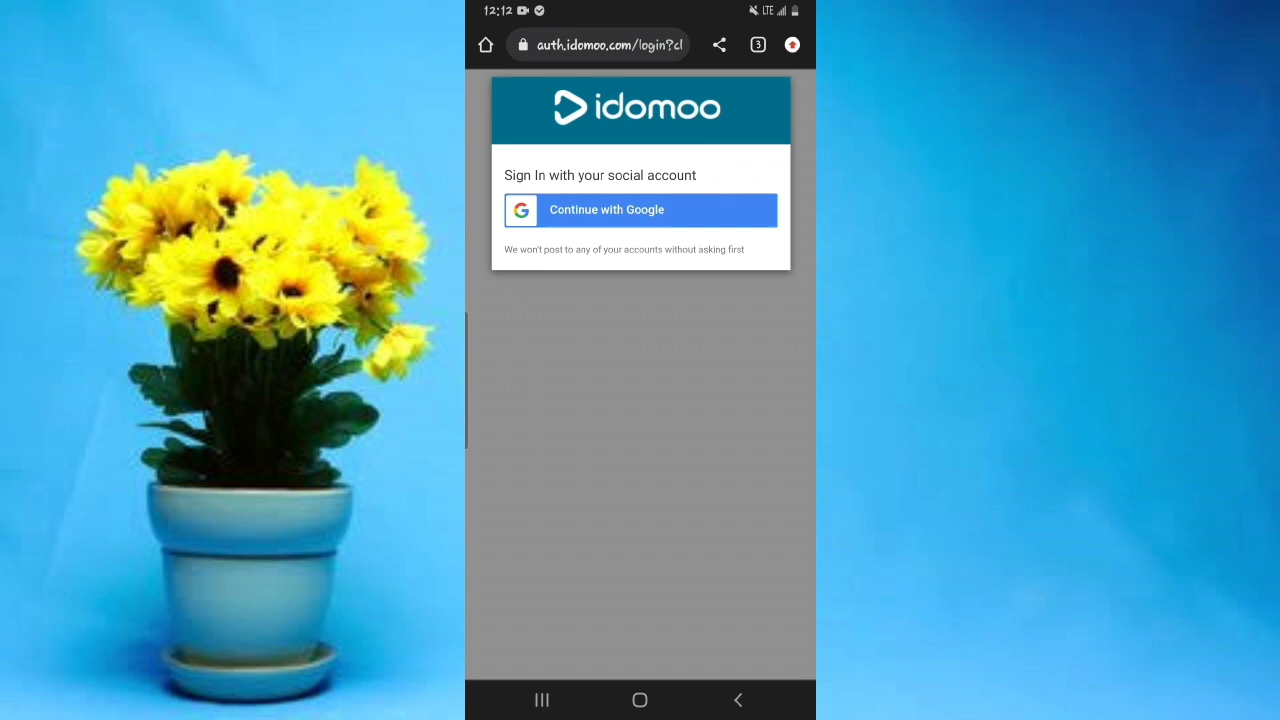 12:12
LTE
auth.idomoo.com/login?cl
3
idomoo
Sign In with your social account
G Continue with Google
We won't post to any of your accounts without asking first